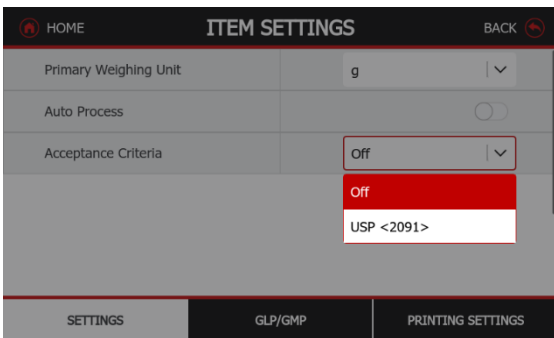 HOME ITEM SETTINGS BACK
Primary Weighing Unit g
Auto Process
Acceptance Criteria Off
Off
USP <2091>
SETTINGS GLP/GMP PRINTING SETTINGS